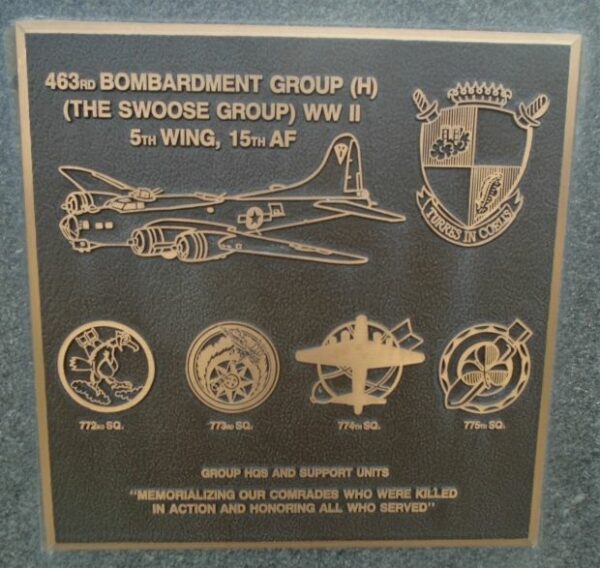 463RD BOMBARDMENT GROUP (H)
(THE SWOOSE GROUP) WW II
5TH WING, 15TH AF
TURRES IN COELIS
772ND SQ.
773RD SQ.
774TH SQ.
775TH SQ.
GROUP HQS AND SUPPORT UNITS
"MEMORIALIZING OUR COMRADES WHO WERE KILLED
IN ACTION AND HONORING ALL WHO SERVED"